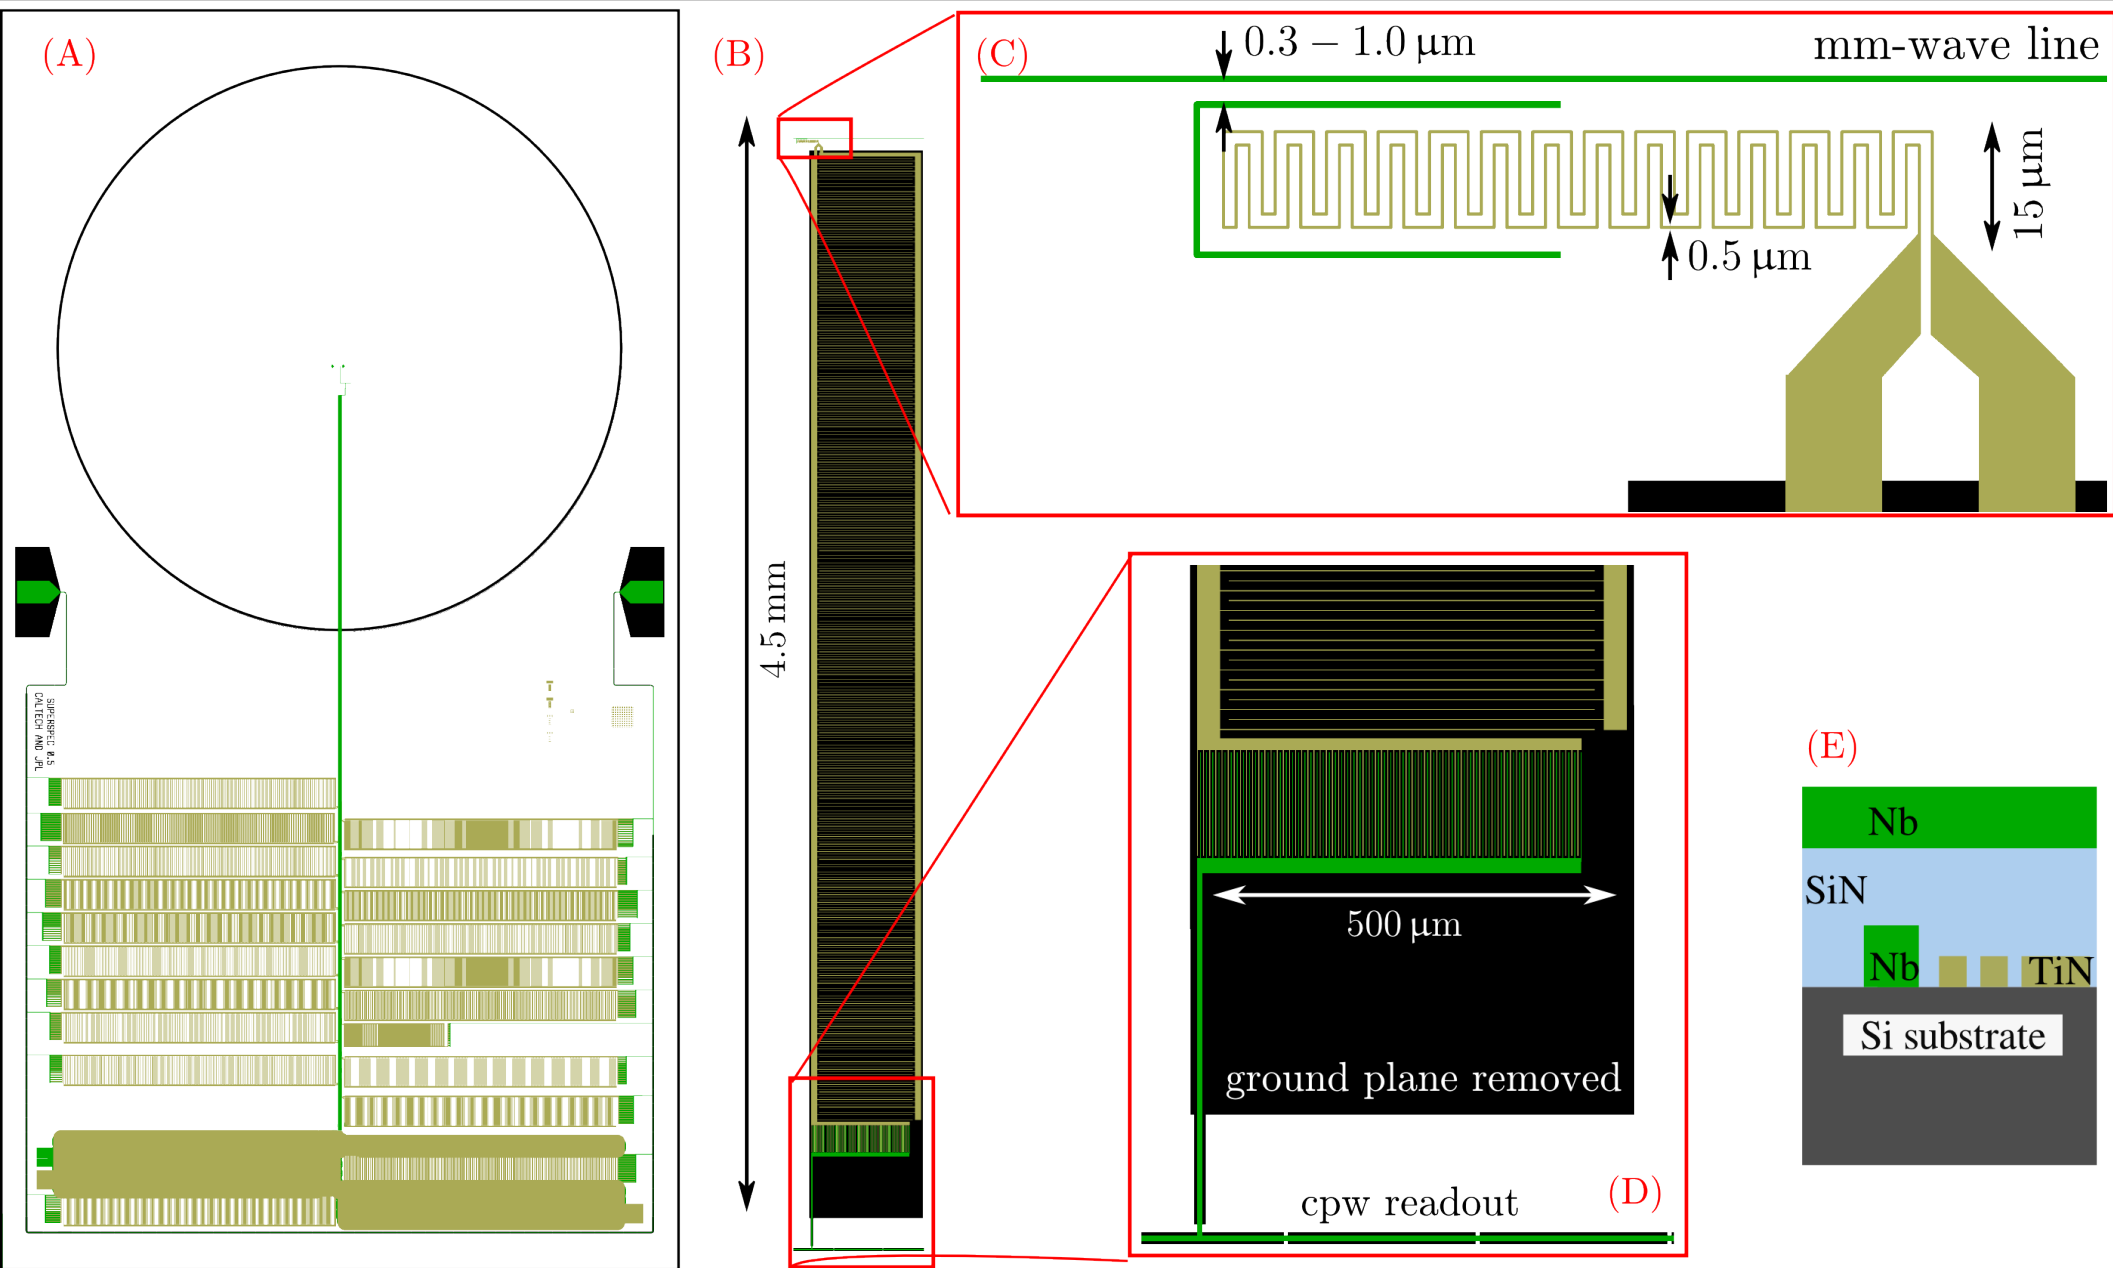 (A)
SUPERSPEC 0.5
CALTECH AND JPL
(B)
4.5 mm
(C)
0.3 – 1.0 μm
mm-wave line
15 μm
0.5 μm
500 μm
ground plane removed
cpw readout
(D)
(E)
Nb
SiN
Nb
TiN
Si substrate